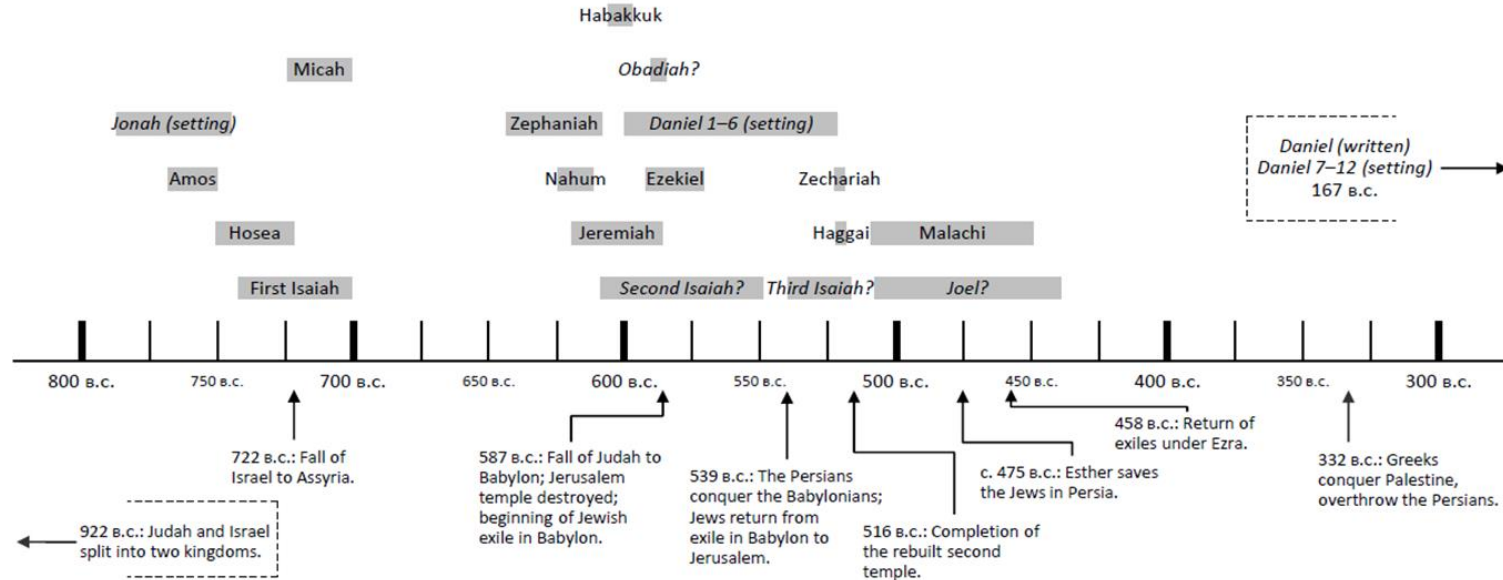 Habakkuk
Micah
Obadiah?
Jonah (setting)
Zephaniah
Daniel 1–6 (setting)
Amos
Nahum
Ezekiel
Zechariah
Daniel (written)
Daniel 7–12 (setting)
167 B.C.
Hosea
Jeremiah
Haggai
Malachi
First Isaiah
Second Isaiah?
Third Isaiah?
Joel?
800 B.C.
750 B.C.
700 B.C.
650 B.C.
600 B.C.
550 B.C.
500 B.C.
450 B.C.
400 B.C.
350 B.C.
300 B.C.
722 B.C.: Fall of
Israel to Assyria.
587 B.C.: Fall of Judah to
Babylon; Jerusalem
temple destroyed;
beginning of Jewish
exile in Babylon.
539 B.C.: The Persians
conquer the Babylonians;
Jews return from
exile in Babylon to
Jerusalem.
516 B.C.: Completion of
the rebuilt second
temple.
c. 475 B.C.: Esther saves
the Jews in Persia.
458 B.C.: Return of
exiles under Ezra.
332 B.C.: Greeks
conquer Palestine,
overthrow the Persians.
922 B.C.: Judah and Israel
split into two kingdoms.